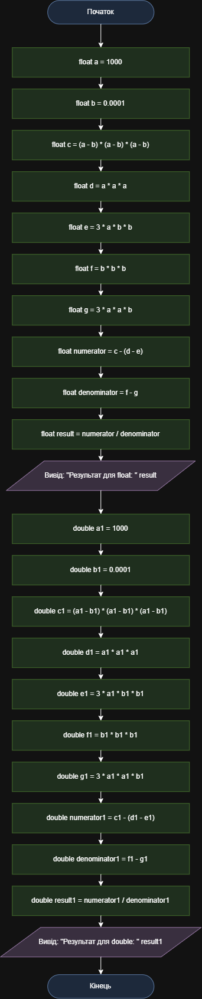 Початок
float a = 1000
float b = 0.0001
float c = (a - b) * (a - b) * (a - b)
float d = a * a * a
float e = 3 * a * b * b
float f = b * b * b
float g = 3 * a * a * b
float numerator = c - (d - e)
float denominator = f - g
float result = numerator / denominator
Вивід: "Результат для float: " result
double a1 = 1000
double b1 = 0.0001
double c1 = (a1 - b1) * (a1 - b1) * (a1 - b1)
double d1 = a1 * a1 * a1
double e1 = 3 * a1 * b1 * b1
double f1 = b1 * b1 * b1
double g1 = 3 * a1 * a1 * b1
double numerator1 = c1 - (d1 - e1)
double denominator1 = f1 - g1
double result1 = numerator1 / denominator1
Вивід: "Результат для double: " result1
Кінець